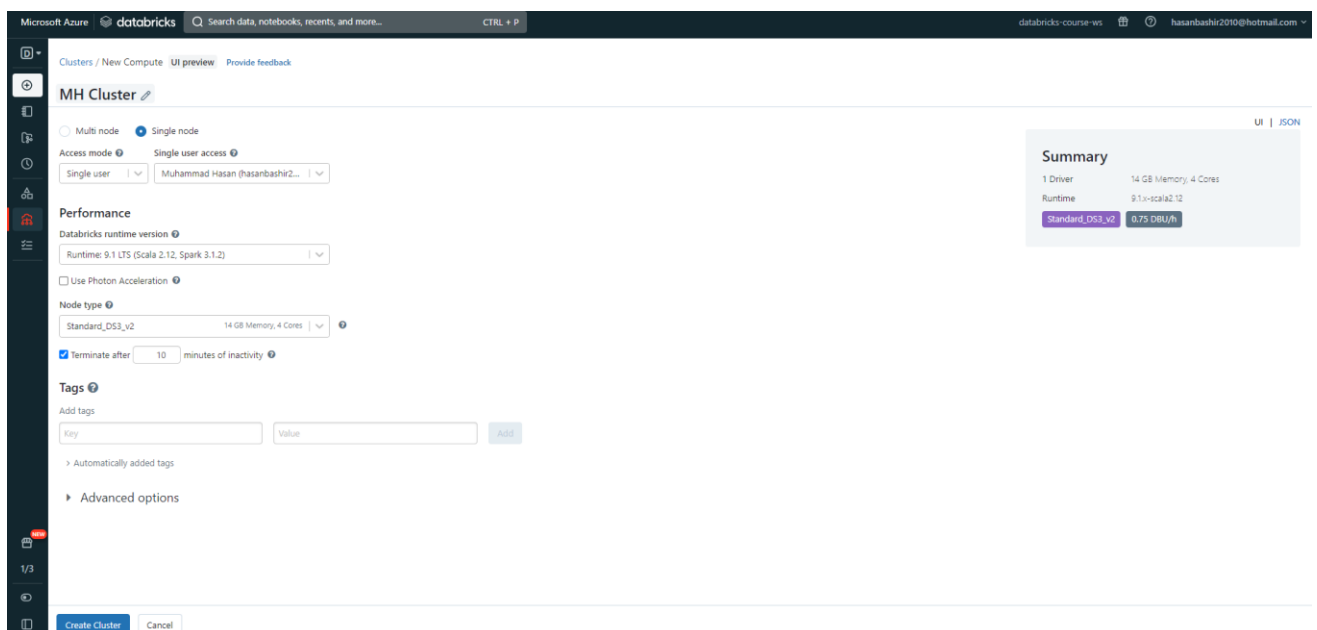 Microsoft Azure databricks Search data, notebooks, recents, and more... CTRL + P databricks-course-ws hasanbashir2010@hotmail.com
D
Clusters / New Compute UI preview Provide feedback
MH Cluster
UI | JSON
Multi node Single node
Access mode Single user access
Single user Muhammad Hasan (hasanbashir2...
Performance
Databricks runtime version
Runtime: 9.1 LTS (Scala 2.12, Spark 3.1.2)
Use Photon Acceleration
Node type
Standard_DS3_v2 14 GB Memory, 4 Cores
Terminate after 10 minutes of inactivity
Tags
Add tags
Key Value Add
Automatically added tags
Advanced options
Summary
1 Driver 14 GB Memory, 4 Cores
Runtime 9.1.x-scala2.12
Standard_DS3_v2 0.75 DBU/h
NEW
1/3
Create Cluster Cancel